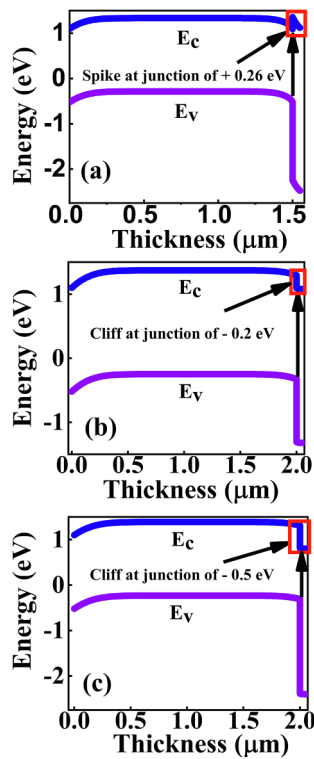 2
1
0
-1
-2
Energy (eV)
Ec
Spike at junction of + 0.26 eV
Ev
(a)
0.0 0.5 1.0 1.5
Thickness (μm)
2
1
0
-1
Energy (eV)
Ec
Cliff at junction of - 0.2 eV
Ev
(b)
0.0 0.5 1.0 1.5 2.0
Thickness (μm)
1
0
-1
-2
Energy (eV)
Ec
Cliff at junction of - 0.5 eV
Ev
(c)
0.0 0.5 1.0 1.5 2.0
Thickness (μm)